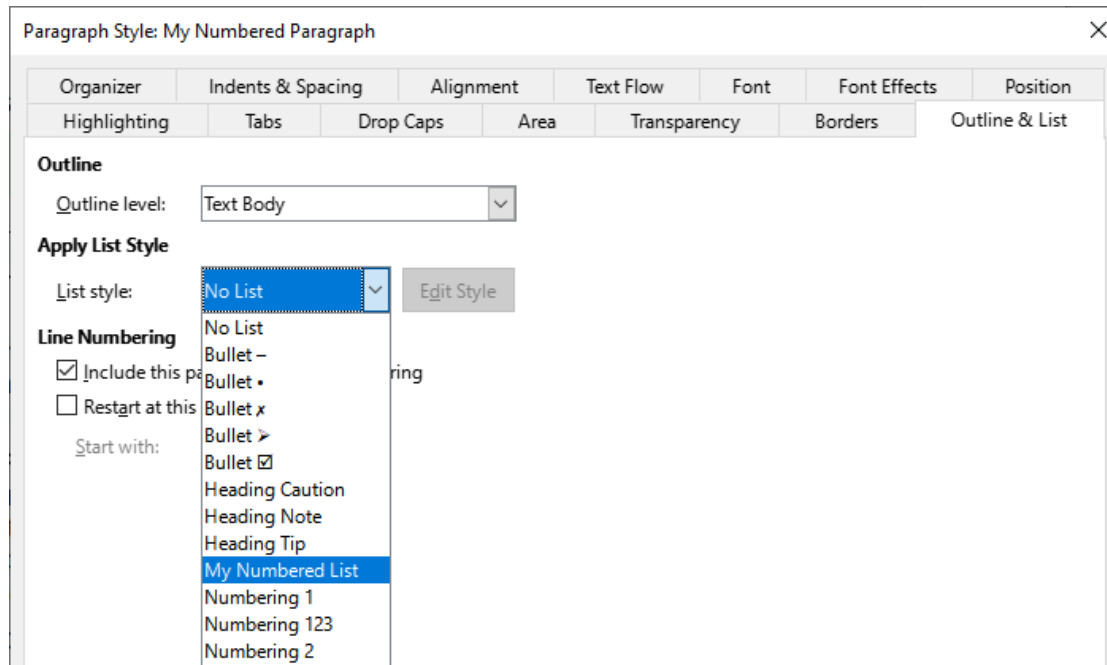 Paragraph Style: My Numbered Paragraph
Organizer Indents & Spacing Alignment Text Flow Font Font Effects Position
Highlighting Tabs Drop Caps Area Transparency Borders Outline & List
Outline
Outline level: Text Body
Apply List Style
List style: No List Edit Style
No List
Line Numbering
Bullet –
Include this pa ring
Bullet •
Restart at this
Bullet ✗
Bullet ➢
Start with:
Bullet ☑
Heading Caution
Heading Note
Heading Tip
My Numbered List
Numbering 1
Numbering 123
Numbering 2